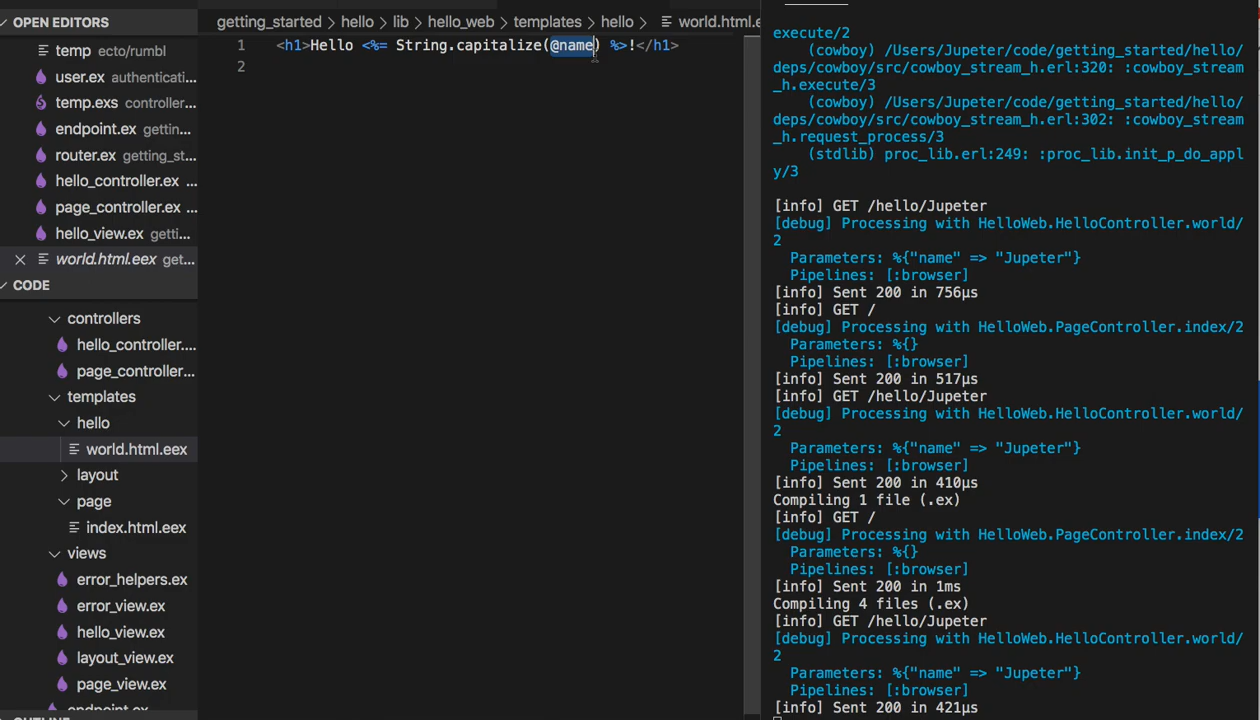 OPEN EDITORS
temp ecto/rumbl
user.ex authenticati...
temp.exs controller...
endpoint.ex gettin...
router.ex getting_st...
hello_controller.ex ...
page_controller.ex ...
hello_view.ex getti...
world.html.eex get...
CODE
controllers
hello_controller....
page_controller...
templates
hello
world.html.eex
layout
page
index.html.eex
views
error_helpers.ex
error_view.ex
hello_view.ex
layout_view.ex
page_view.ex
endpoint.ex
OUTLINE
getting_started > hello > lib > hello_web > templates > hello > world.html.e
1 <h1>Hello <%= String.capitalize(@name) %>!</h1>
2
execute/2
(cowboy) /Users/Jupeter/code/getting_started/hello/
deps/cowboy/src/cowboy_stream_h.erl:320: :cowboy_stream
_h.execute/3
(cowboy) /Users/Jupeter/code/getting_started/hello/
deps/cowboy/src/cowboy_stream_h.erl:302: :cowboy_stream
_h.request_process/3
(stdlib) proc_lib.erl:249: :proc_lib.init_p_do_appl
y/3
[info] GET /hello/Jupeter
[debug] Processing with HelloWeb.HelloController.world/
2
Parameters: %{"name" => "Jupeter"}
Pipelines: [:browser]
[info] Sent 200 in 756µs
[info] GET /
[debug] Processing with HelloWeb.PageController.index/2
Parameters: %{}
Pipelines: [:browser]
[info] Sent 200 in 517µs
[info] GET /hello/Jupeter
[debug] Processing with HelloWeb.HelloController.world/
2
Parameters: %{"name" => "Jupeter"}
Pipelines: [:browser]
[info] Sent 200 in 410µs
Compiling 1 file (.ex)
[info] GET /
[debug] Processing with HelloWeb.PageController.index/2
Parameters: %{}
Pipelines: [:browser]
[info] Sent 200 in 1ms
Compiling 4 files (.ex)
[info] GET /hello/Jupeter
[debug] Processing with HelloWeb.HelloController.world/
2
Parameters: %{"name" => "Jupeter"}
Pipelines: [:browser]
[info] Sent 200 in 421µs